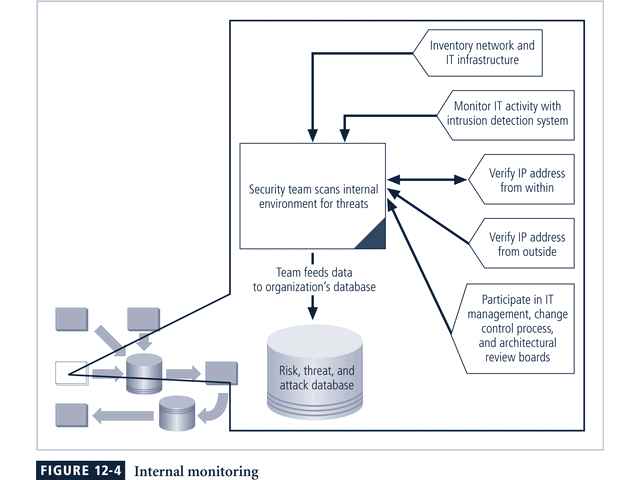 Inventory network and
IT infrastructure
Monitor IT activity with
intrusion detection system
Security team scans internal
environment for threats
Verify IP address
from within
Verify IP address
from outside
Team feeds data
to organization's database
Participate in IT
management, change
control process,
and architectural
review boards
Risk, threat, and
attack database
FIGURE 12-4 Internal monitoring